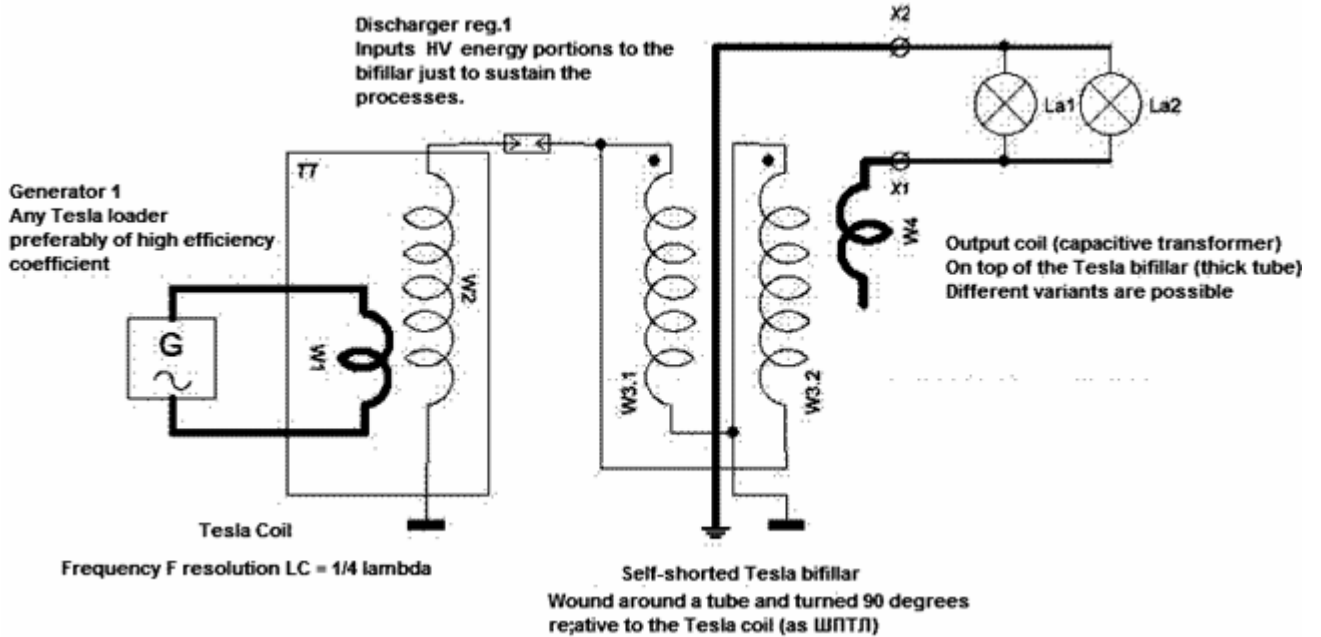 Discharger reg.1
Inputs HV energy portions to the
bifillar just to sustain the
processes.
X2
La1
La2
X1
W4
Output coil (capacitive transformer)
On top of the Tesla bifillar (thick tube)
Different variants are possible
Generator 1
Any Tesla loader
preferably of high efficiency
coefficient
T7
G
W1
W2
W3.1
W3.2
Tesla Coil
Frequency F resolution LC = 1/4 lambda
Self-shorted Tesla bifillar
Wound around a tube and turned 90 degrees
re;ative to the Tesla coil (as ШПТЛ)